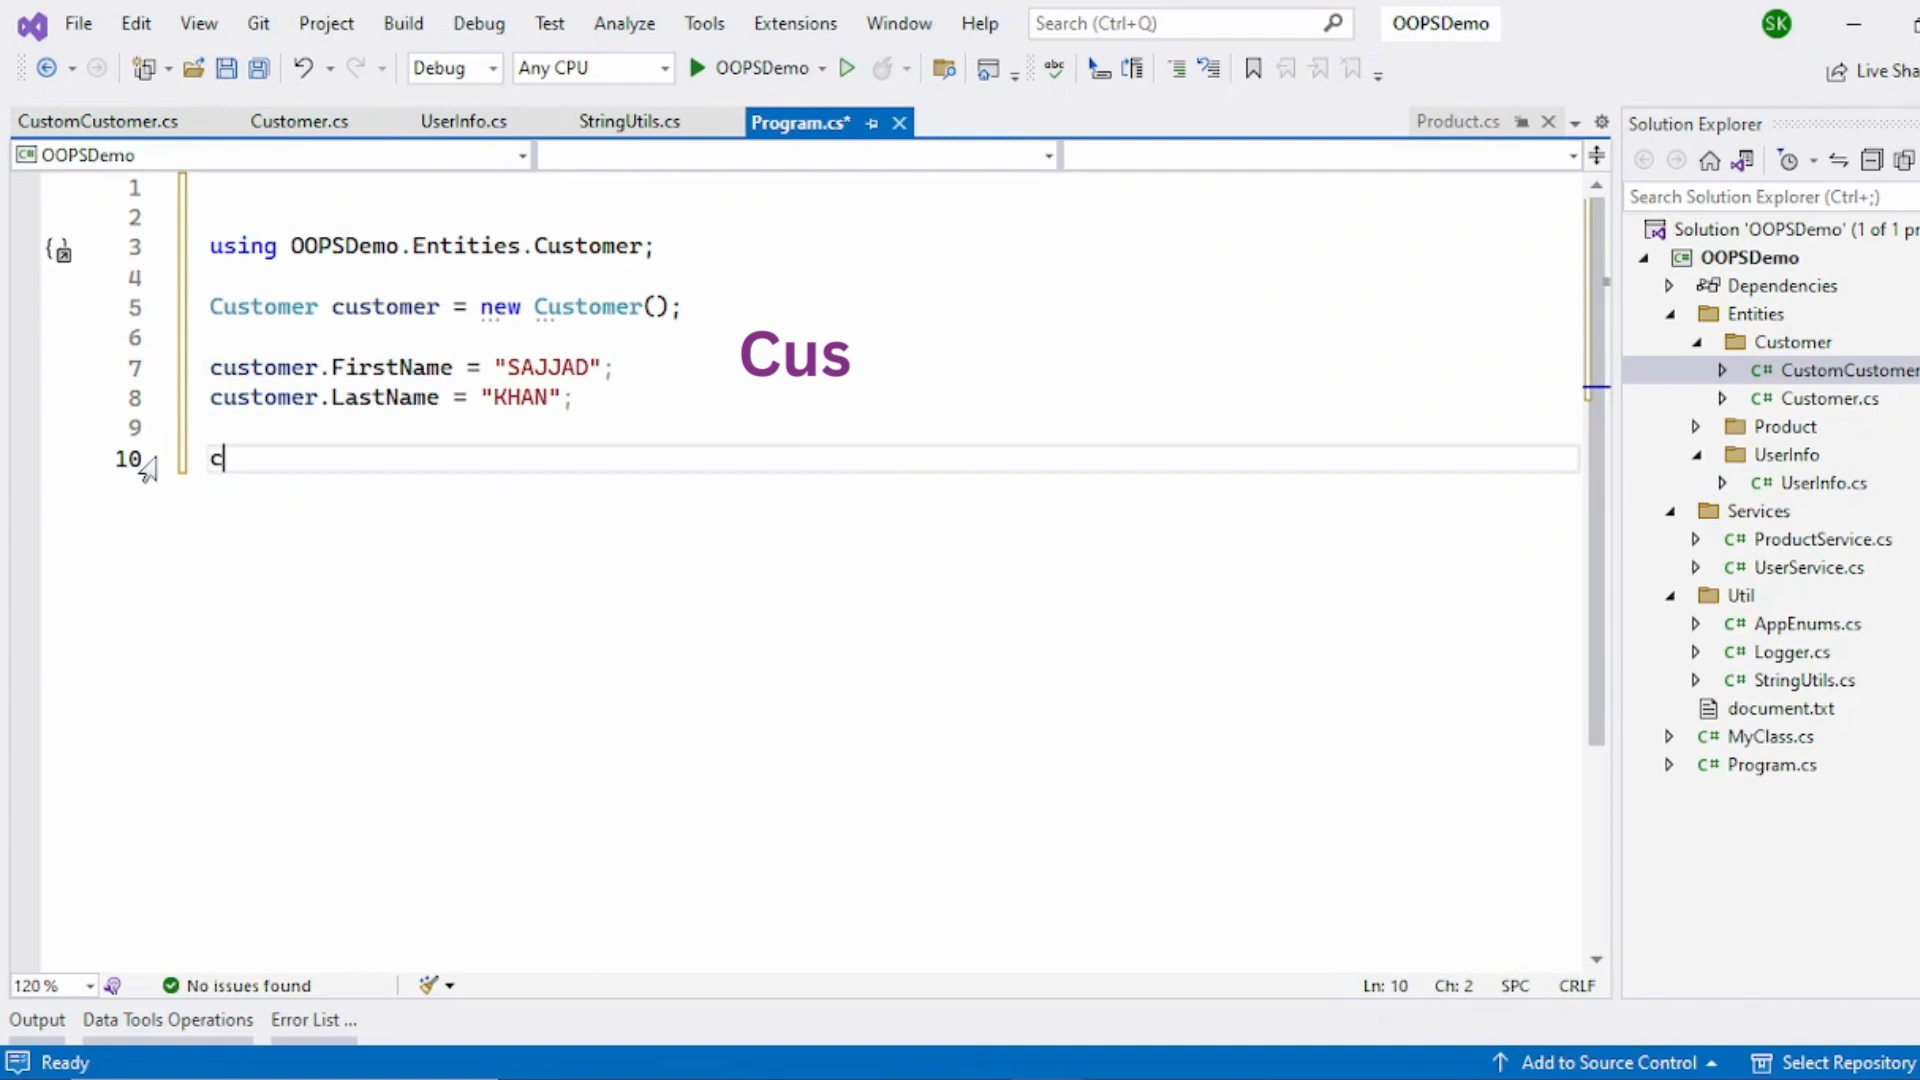 File Edit View Git Project Build Debug Test Analyze Tools Extensions Window Help Search (Ctrl+Q) OOPSDemo SK
Debug Any CPU OOPSDemo abc Live Sha
CustomCustomer.cs Customer.cs UserInfo.cs StringUtils.cs Program.cs* Product.cs
OOPSDemo
1
2
3 using OOPSDemo.Entities.Customer;
4
5 Customer customer = new Customer();
6
7 customer.FirstName = "SAJJAD";
8 customer.LastName = "KHAN";
9
10 c
Cus
Solution Explorer
Search Solution Explorer (Ctrl+;)
Solution 'OOPSDemo' (1 of 1 pr
C# OOPSDemo
Dependencies
Entities
Customer
C# CustomCustomer
C# Customer.cs
Product
UserInfo
C# UserInfo.cs
Services
C# ProductService.cs
C# UserService.cs
Util
C# AppEnums.cs
C# Logger.cs
C# StringUtils.cs
document.txt
C# MyClass.cs
C# Program.cs
120 % No issues found Ln: 10 Ch: 2 SPC CRLF
Output Data Tools Operations Error List ...
Ready Add to Source Control Select Repository